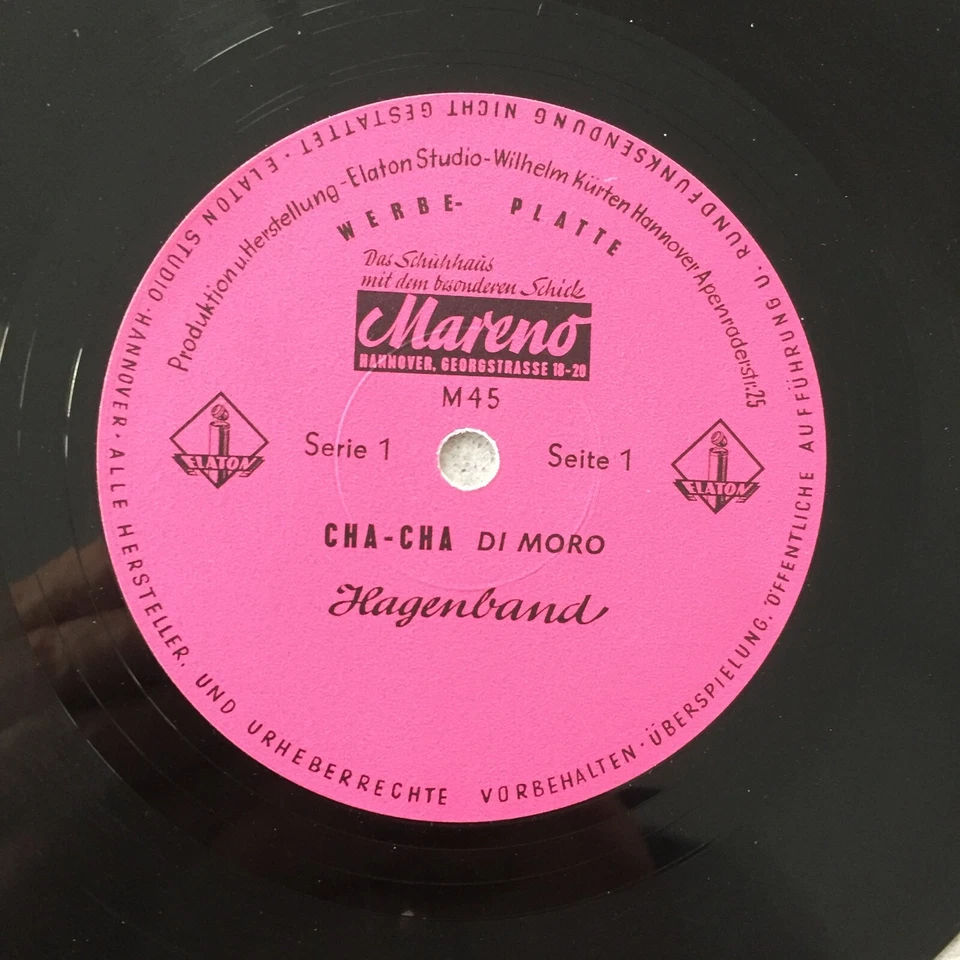 ELATON STUDIO · HANNOVER · ALLE HERSTELLER. UND URHEBERRECHTE VORBEHALTEN · ÜBERSPIELUNG. ÖFFENTLICHE AUFFÜHRUNG U. RUNDFUNKSENDUNG NICHT GESTATTET ·
Produktion u. Herstellung-Elaton Studio-Wilhelm Kürten Hannover Apenraderstr. 25
WERBE- PLATTE
Das Schuhhaus
mit dem besonderen Schick
Mareno
HANNOVER, GEORGSTRASSE 18-20
M45
Serie 1
Seite 1
ELATON
ELATON
CHA-CHA DI MORO
Hagenband